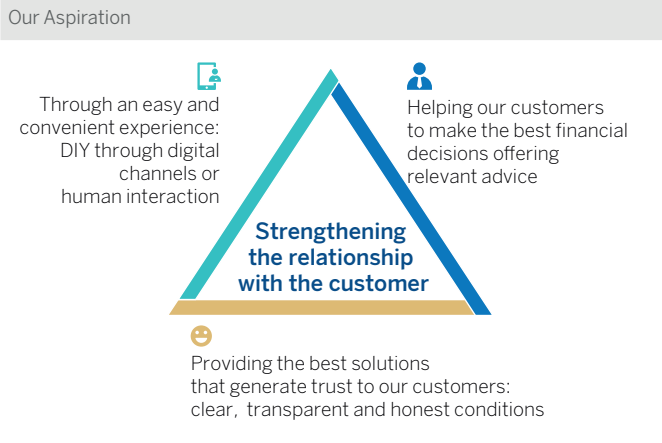 Our Aspiration
Through an easy and
convenient experience:
DIY through digital
channels or
human interaction
Helping our customers
to make the best financial
decisions offering
relevant advice
Strengthening
the relationship
with the customer
Providing the best solutions
that generate trust to our customers:
clear, transparent and honest conditions